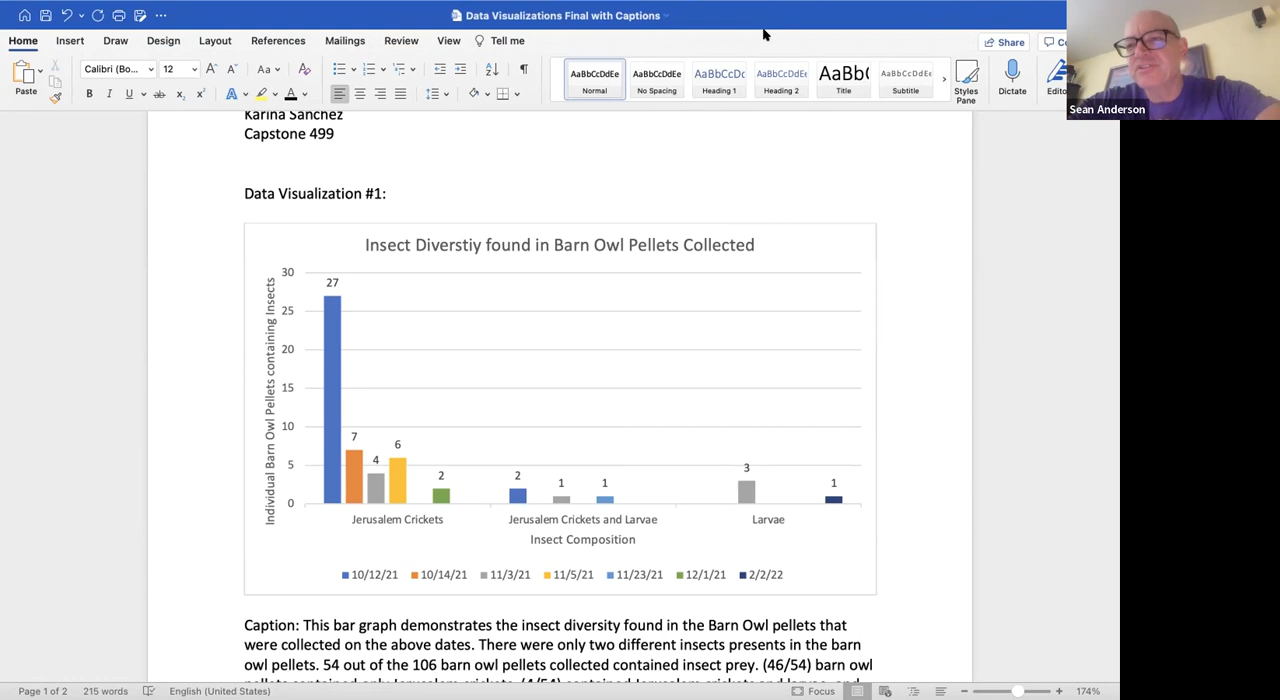 Data Visualizations Final with Captions
Home Insert Draw Design Layout References Mailings Review View Tell me
Share
Paste
Calibri (Bo... 12
AaBbCcDdEe AaBbCcDdEe AaBbCcDc AaBbCcDdEe AaBb( AaBbCcDdEe
Normal No Spacing Heading 1 Heading 2 Title Subtitle
Styles
Pane
Dictate
Sean Anderson
Karina Sanchez
Capstone 499
Data Visualization #1:
Insect Diverstiy found in Barn Owl Pellets Collected
Individual Barn Owl Pellets containing Insects
30
25
20
15
10
5
0
27
7
4
6
2
2
1
1
3
1
Jerusalem Crickets Jerusalem Crickets and Larvae Larvae
Insect Composition
10/12/21 10/14/21 11/3/21 11/5/21 11/23/21 12/1/21 2/2/22
Caption: This bar graph demonstrates the insect diversity found in the Barn Owl pellets that
were collected on the above dates. There were only two different insects presents in the barn
owl pellets. 54 out of the 106 barn owl pellets collected contained insect prey. (46/54) barn owl
Page 1 of 2 215 words English (United States) Focus 174%